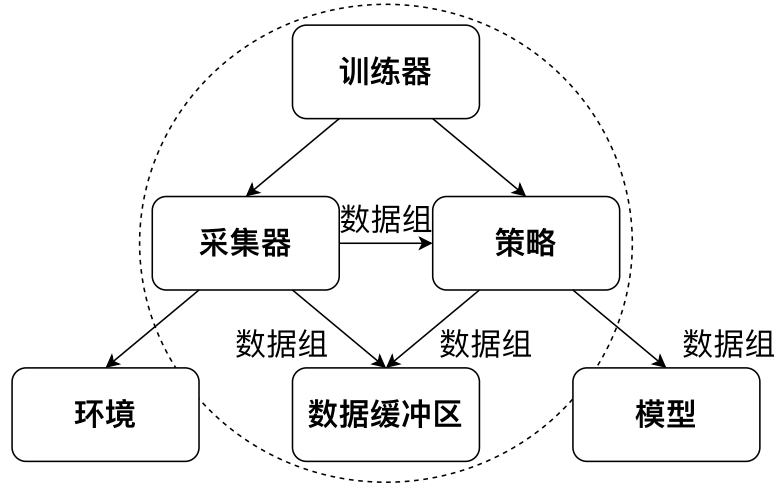 训练器
数据组
采集器
策略
数据组
数据组
数据组
环境
数据缓冲区
模型